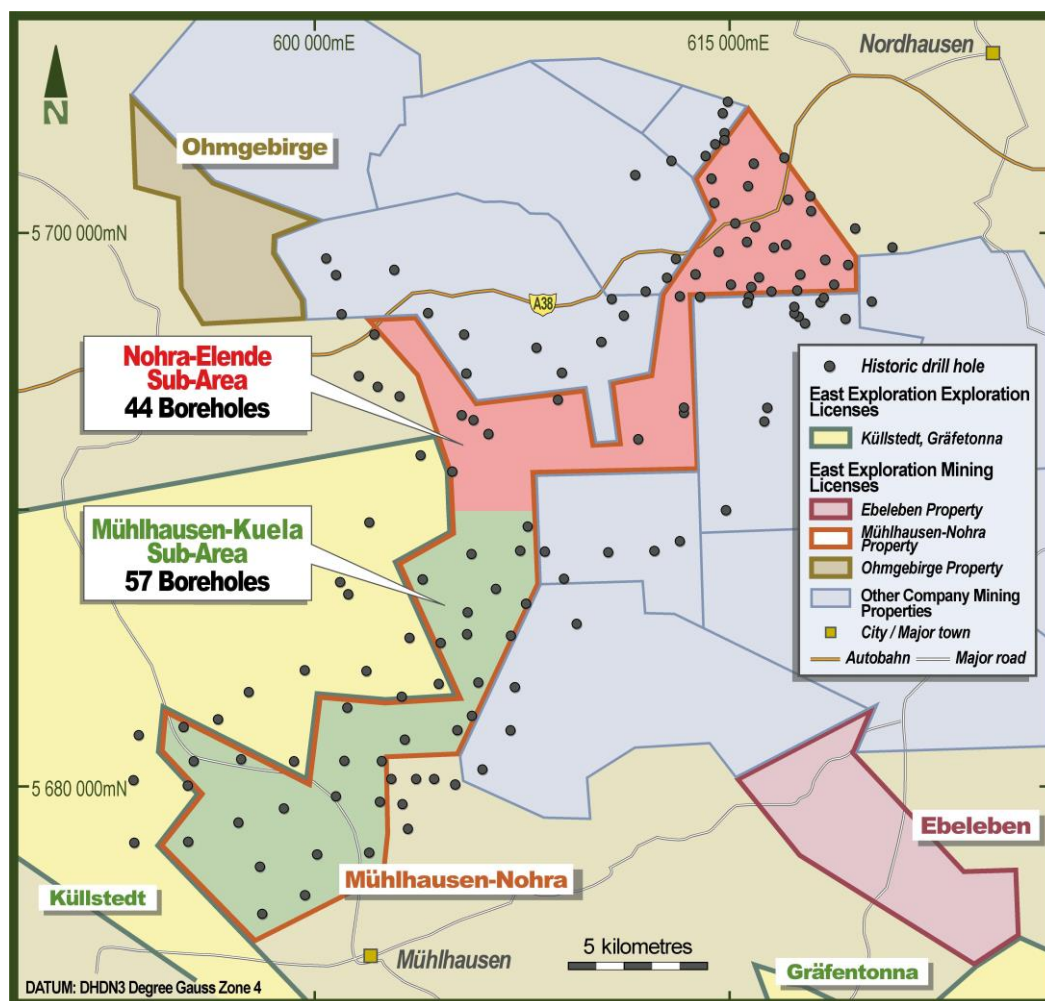 600 000mE
615 000mE
Nordhausen
N
Ohmgebirge
5 700 000mN
A38
Nohra-Elende
Sub-Area
44 Boreholes
Historic drill hole
East Exploration Exploration
Licenses
Küllstedt, Gräfetonna
East Exploration Mining
Licenses
Ebeleben Property
Mühlhausen-Nohra
Property
Ohmgebirge Property
Other Company Mining
Properties
City / Major town
Autobahn
Major road
Mühlhausen-Kuela
Sub-Area
57 Boreholes
5 680 000mN
Ebeleben
Mühlhausen-Nohra
Küllstedt
5 kilometres
Mühlhausen
Gräfentonna
DATUM: DHDN3 Degree Gauss Zone 4